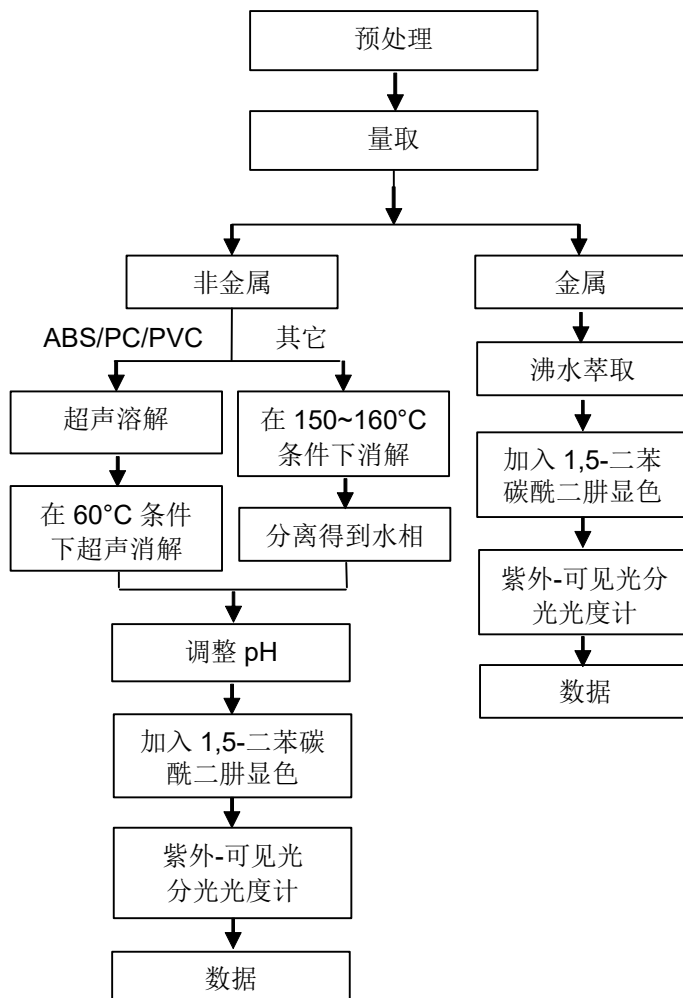 预处理
量取
非金属
金属
ABS/PC/PVC
其它
超声溶解
在 60°C 条件
下超声消解
在 150~160°C
条件下消解
分离得到水相
调整 pH
加入 1,5-二苯碳
酰二肼显色
紫外-可见光
分光光度计
数据
沸水萃取
加入 1,5-二苯
碳酰二肼显色
紫外-可见光分
光光度计
数据